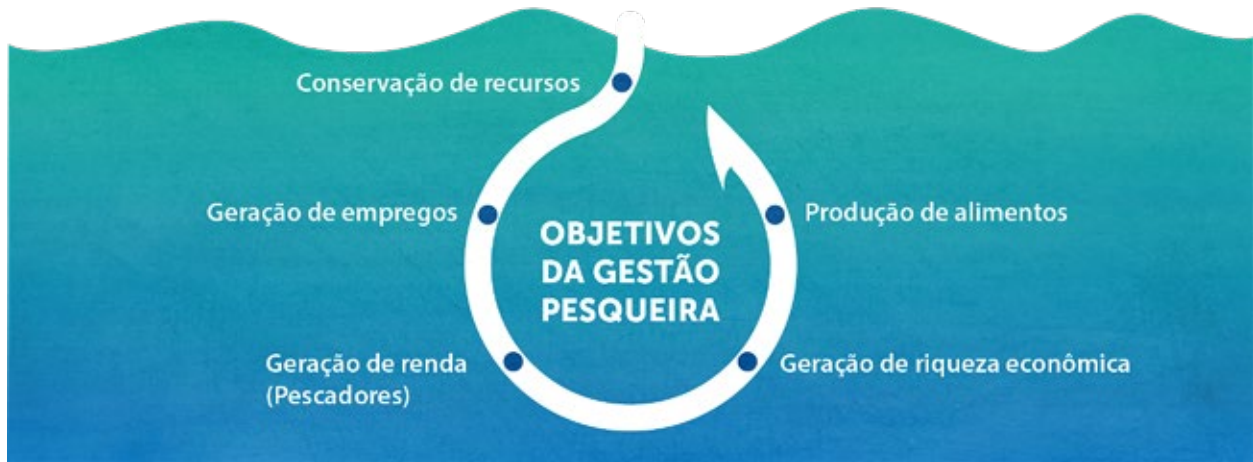 Conservação de recursos
Geração de empregos
Produção de alimentos
OBJETIVOS
DA GESTÃO
PESQUEIRA
Geração de renda
(Pescadores)
Geração de riqueza econômica